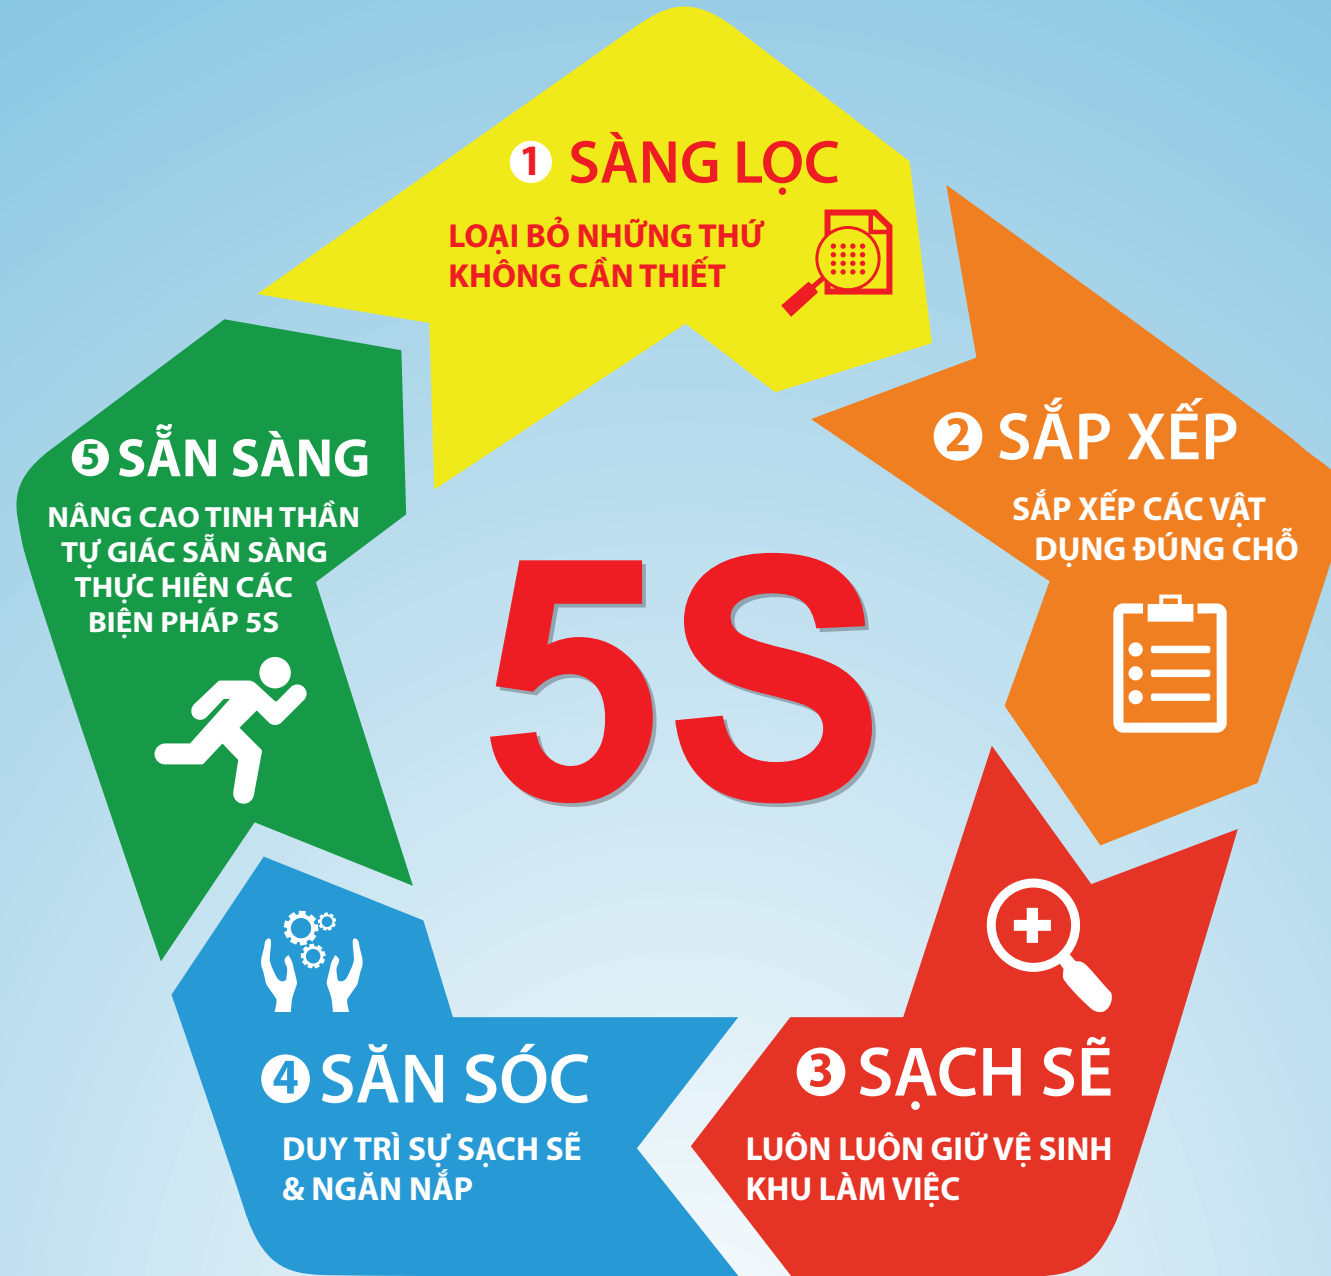 1 SÀNG LỌC
LOẠI BỎ NHỮNG THỨ
KHÔNG CẦN THIẾT
2 SẮP XẾP
SẮP XẾP CÁC VẬT
DỤNG ĐÚNG CHỖ
5S
3 SẠCH SẼ
LUÔN LUÔN GIỮ VỆ SINH
KHU LÀM VIỆC
4 SĂN SÓC
DUY TRÌ SỰ SẠCH SẼ
& NGĂN NẮP
5 SẴN SÀNG
NÂNG CAO TINH THẦN
TỰ GIÁC SẴN SÀNG
THỰC HIỆN CÁC
BIỆN PHÁP 5S